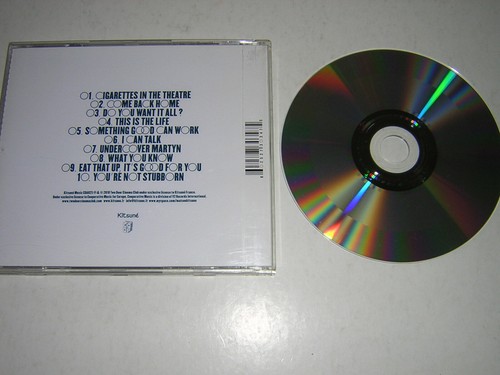 01. CIGARETTES IN THE THEATRE
02. COME BACK HOME
3. DO YOU WANT IT ALL?
04. THIS IS THE LIFE
05. SOMETHING GOOD CAN WORK
06. I CAN TALK
07. UNDERCOVER MARTYN
08. WHAT YOU KNOW
09. EAT THAT UP, IT'S GOOD FOR YOU
10. YOU'RE NOT STUBBORN
Kitsuné